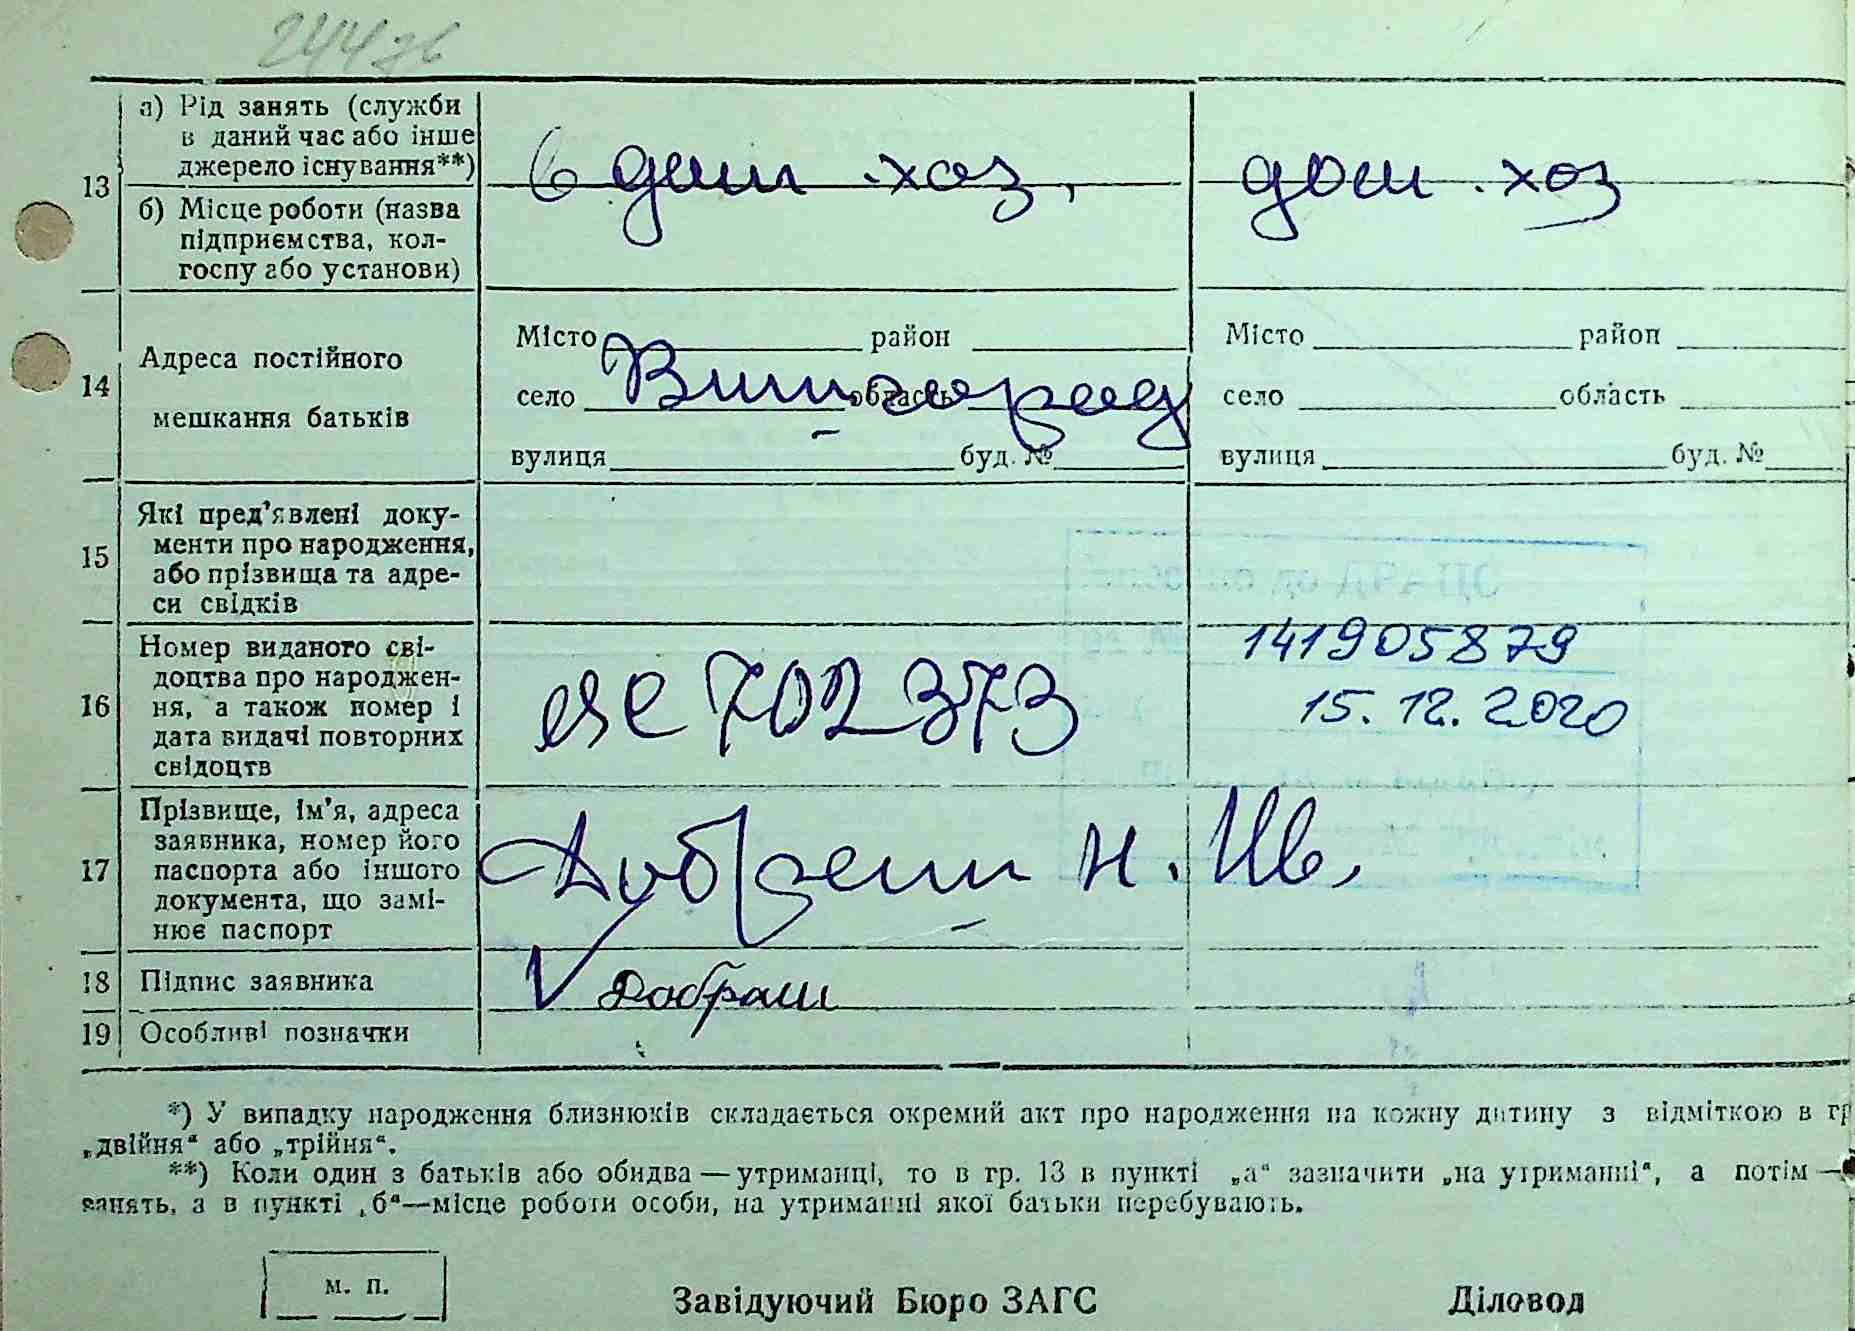 24476
13
а) Рід занять (служби
в даний час або інше
джерело існування**)
б) Місце роботи (назва
підприємства, кол-
госпу або установи)
в дом. хоз.
дом. хоз
14
Адреса постійного
мешкання батьків
Місто район
село область
вулиця буд. №
Місто район
село область
вулиця буд. №
15
Які пред’явлені доку-
менти про народження,
або прізвища та адре-
си свідків
16
Номер виданого сві-
доцтва про народжен-
ня, а також номер і
дата видачі повторних
свідоцтв
702373
141905879
15.12.2020
17
Прізвище, ім’я, адреса
заявника, номер його
паспорта або іншого
документа, що замі-
нює паспорт
Н. Ив.
18
Підпис заявника
19
Особливі позначки
*) У випадку народження близнюків складається окремий акт про народження на кожну дитину з відміткою в гр
„двійня“ або „трійня“.
**) Коли один з батьків або обидва — утриманці, то в гр. 13 в пункті „а“ зазначити „на утриманні“, а потім —
занять, а в пункті „б“—місце роботи особи, на утриманні якої батьки перебувають.
м. п.
Завідуючий Бюро ЗАГС
Діловод